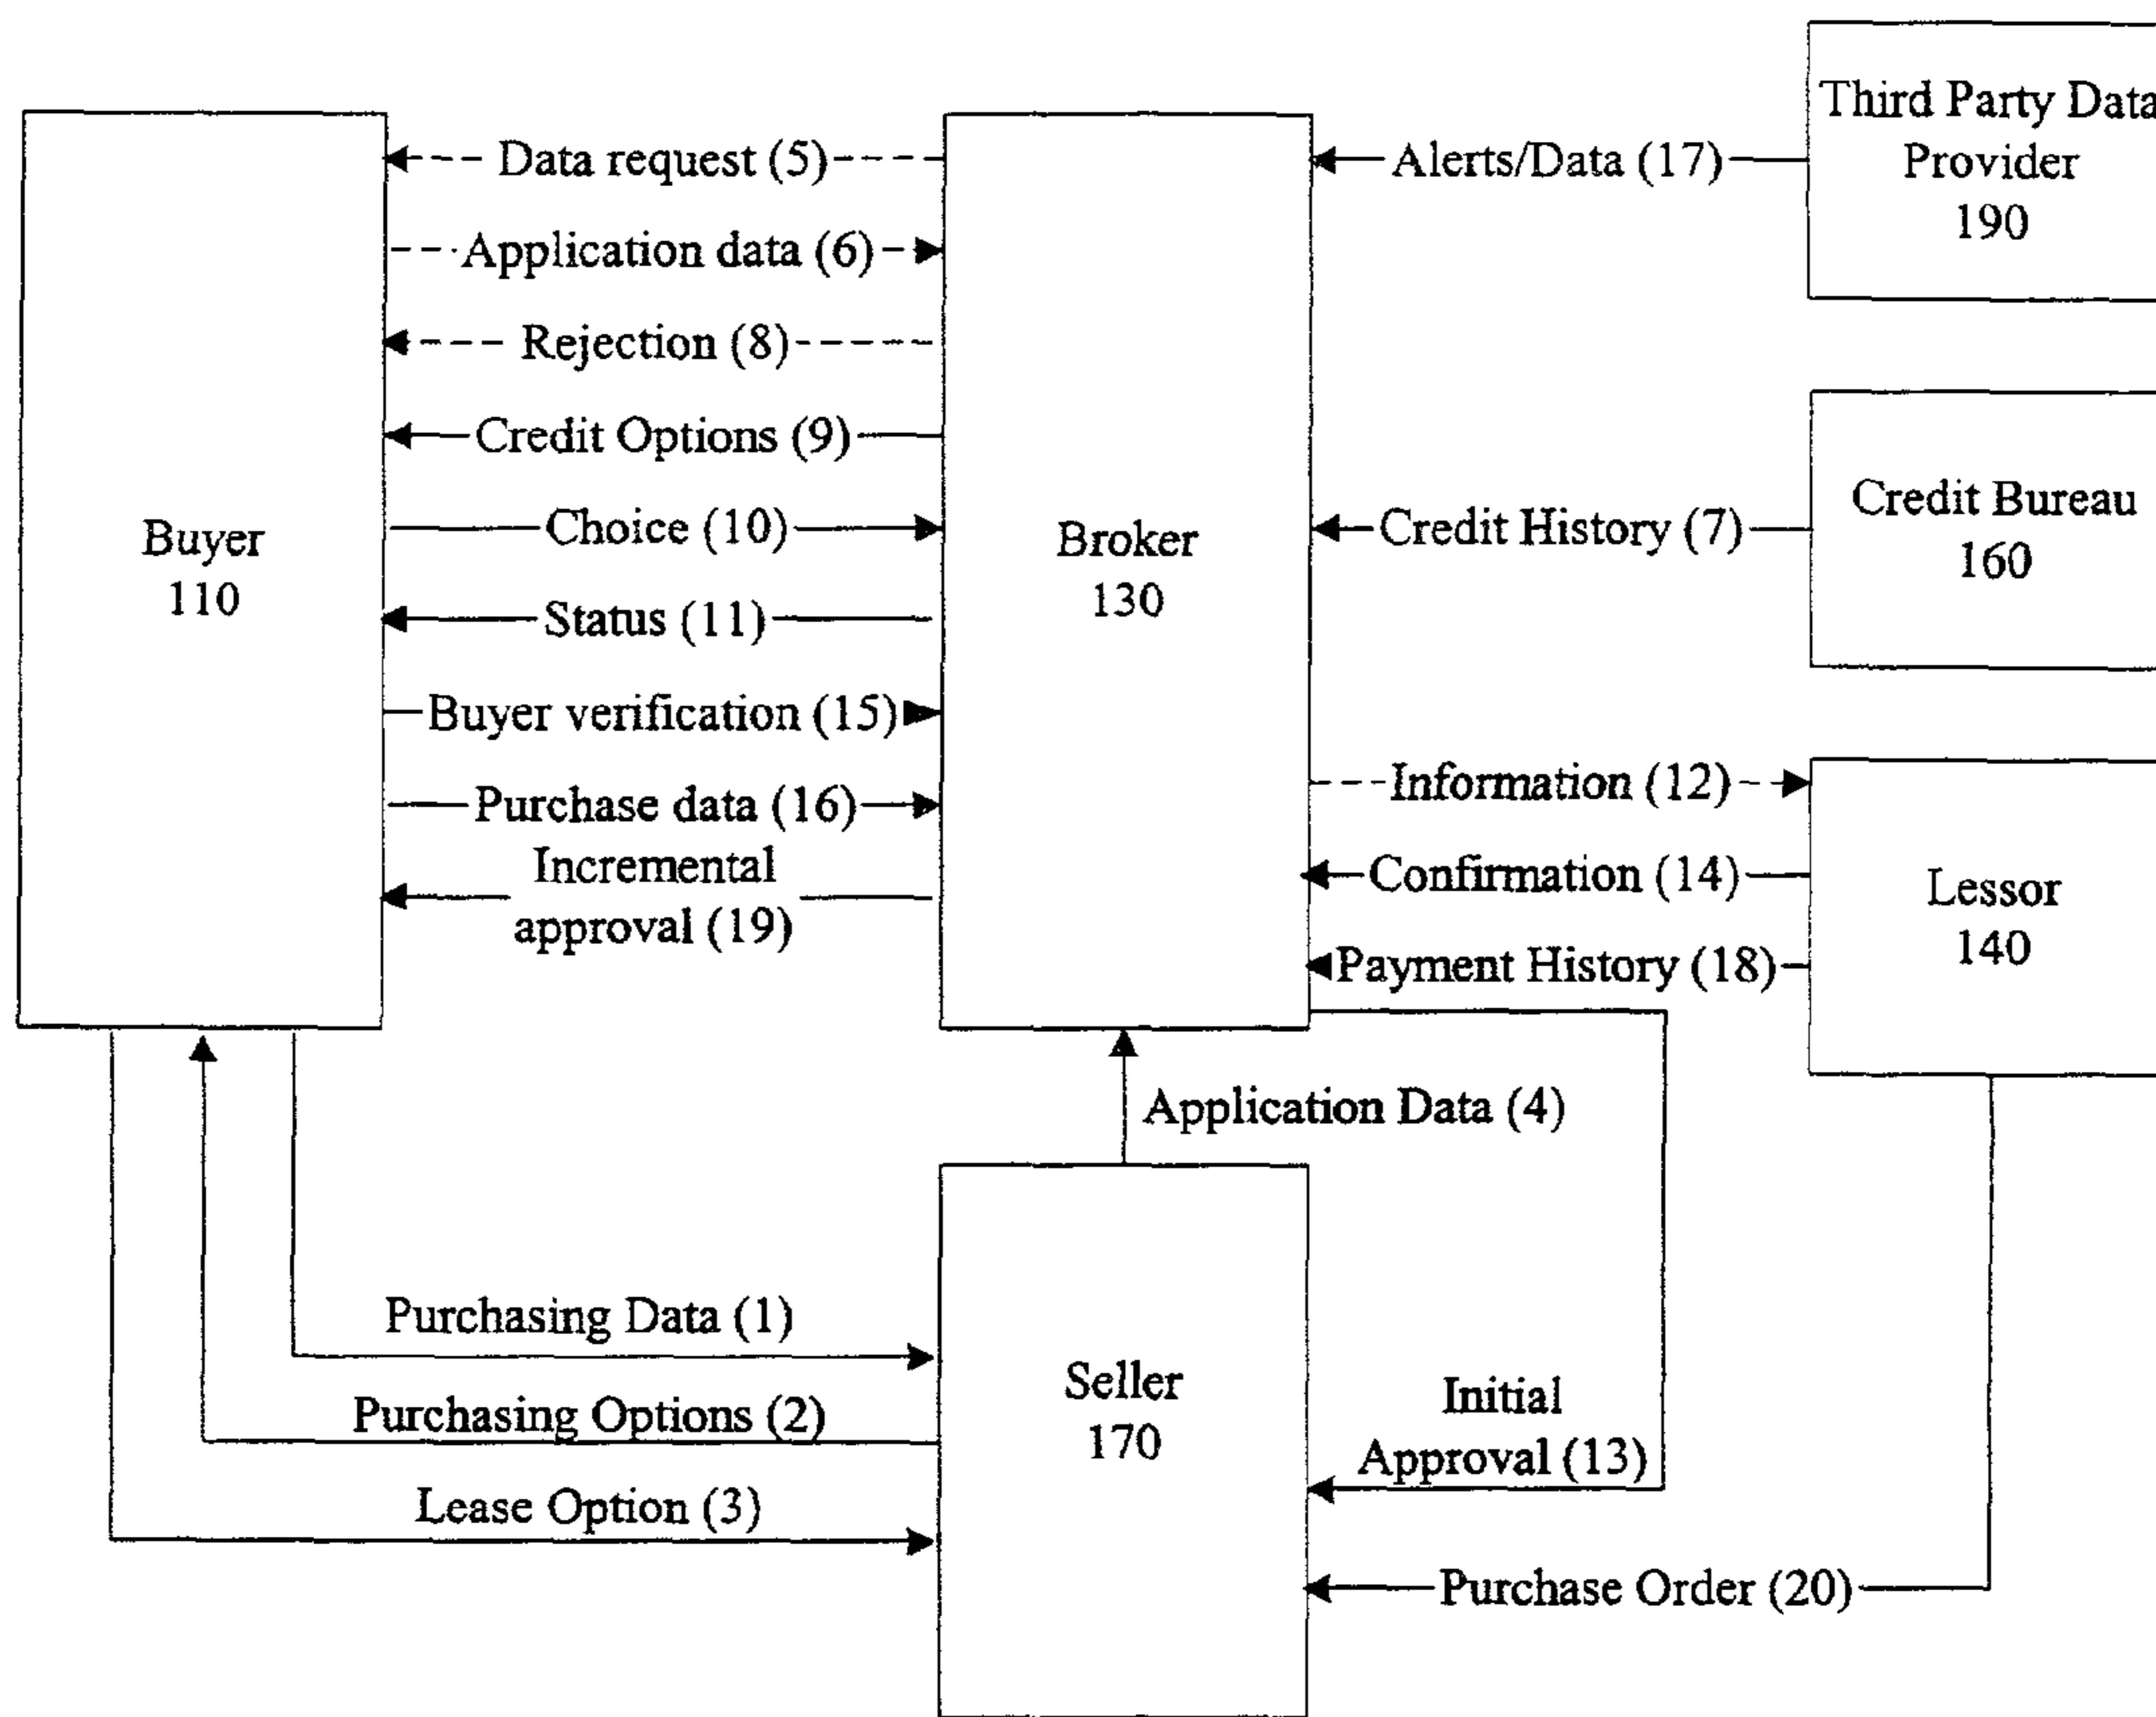 Third Party Data
Provider
190
Data request (5)
Alerts/Data (17)
Application data (6)
Rejection (8)
Credit Options (9)
Credit Bureau
160
Choice (10)
Credit History (7)
Buyer
110
Broker
130
Status (11)
Buyer verification (15)
Information (12)
Purchase data (16)
Incremental
approval (19)
Confirmation (14)
Lessor
140
Payment History (18)
Application Data (4)
Purchasing Data (1)
Seller
170
Purchasing Options (2)
Initial
Approval (13)
Lease Option (3)
Purchase Order (20)